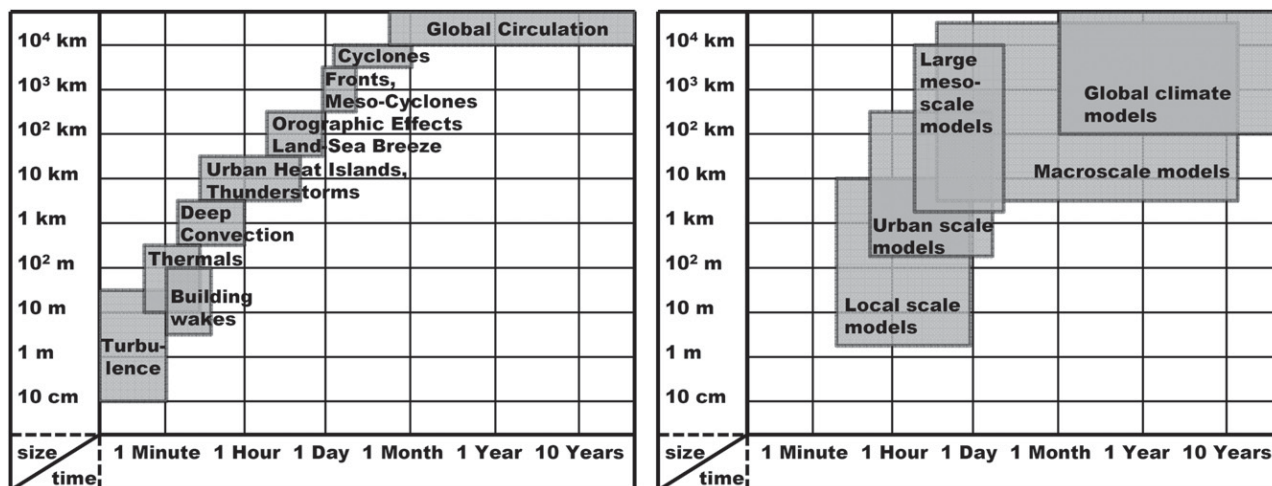 10⁴ km
10³ km
10² km
10 km
1 km
10² m
10 m
1 m
10 cm
Global Circulation
Cyclones
Fronts,
Meso-Cyclones
Orographic Effects
Land-Sea Breeze
Urban Heat Islands,
Thunderstorms
Deep
Convection
Thermals
Building
wakes
Turbu-
lence
size
time
1 Minute 1 Hour 1 Day 1 Month 1 Year 10 Years
10⁴ km
10³ km
10² km
10 km
1 km
10² m
10 m
1 m
10 cm
Large
meso-
scale
models
Global climate
models
Macroscale models
Urban scale
models
Local scale
models
size
time
1 Minute 1 Hour 1 Day 1 Month 1 Year 10 Years